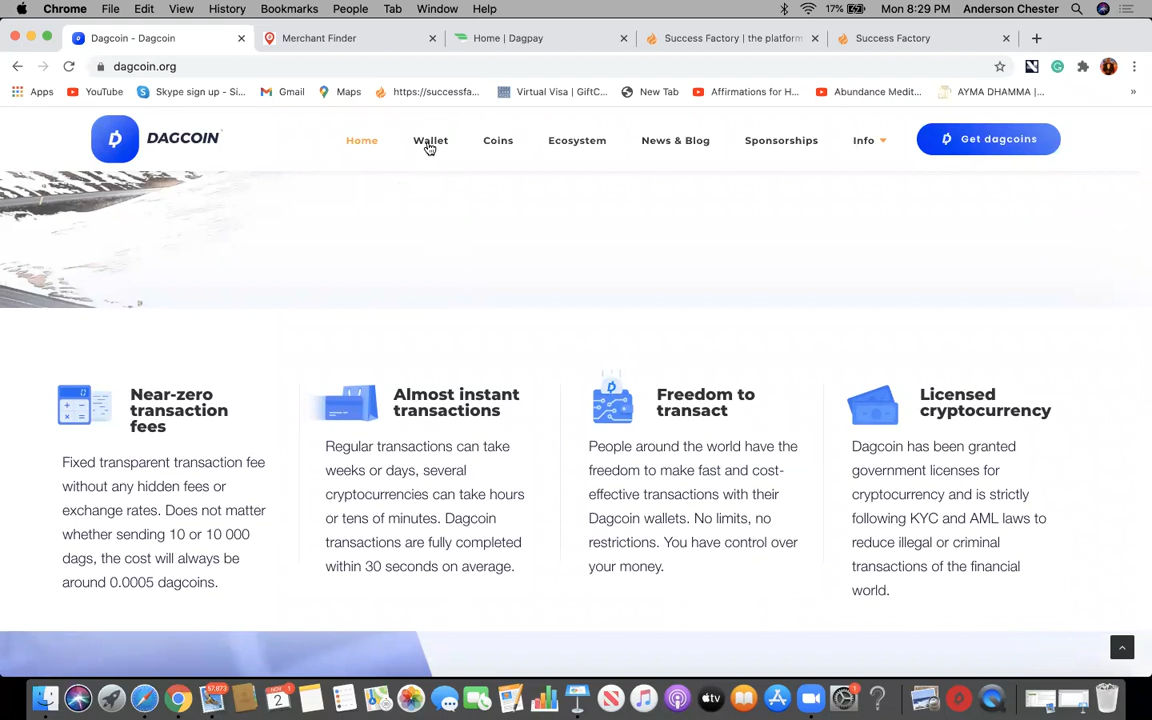 Chrome File Edit View History Bookmarks People Tab Window Help 17% Mon 8:29 PM Anderson Chester
Dagcoin - Dagcoin Merchant Finder Home | Dagpay Success Factory | the platform Success Factory
dagcoin.org
Apps YouTube Skype sign up - Si... Gmail Maps https://successfa... Virtual Visa | GiftC... New Tab Affirmations for H... Abundance Medit... AYMA DHAMMA |... »
DAGCOIN Home Wallet Coins Ecosystem News & Blog Sponsorships Info Get dagcoins
Near-zero
transaction
fees
Fixed transparent transaction fee
without any hidden fees or
exchange rates. Does not matter
whether sending 10 or 10 000
dags, the cost will always be
around 0.0005 dagcoins.
Almost instant
transactions
Regular transactions can take
weeks or days, several
cryptocurrencies can take hours
or tens of minutes. Dagcoin
transactions are fully completed
within 30 seconds on average.
Freedom to
transact
People around the world have the
freedom to make fast and cost-
effective transactions with their
Dagcoin wallets. No limits, no
restrictions. You have control over
your money.
Licensed
cryptocurrency
Dagcoin has been granted
government licenses for
cryptocurrency and is strictly
following KYC and AML laws to
reduce illegal or criminal
transactions of the financial
world.
57,873 NOV 2 1 tv 1